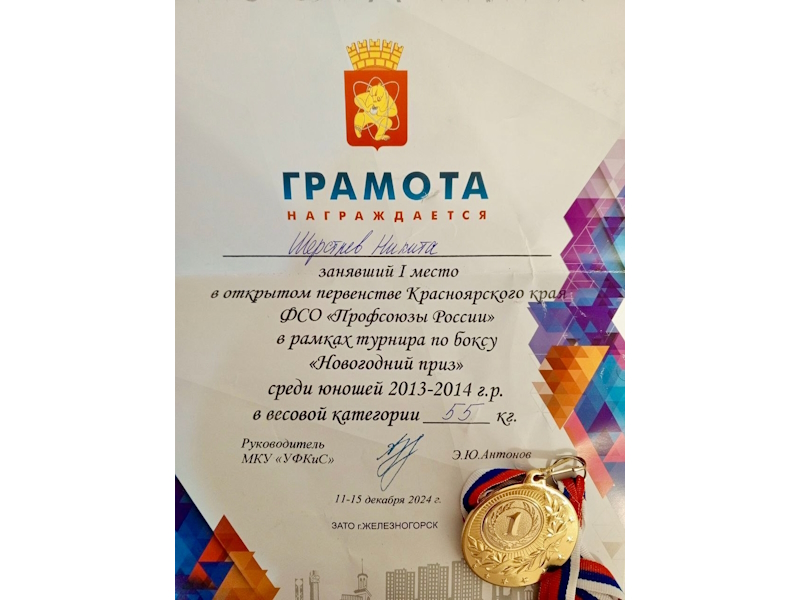 ГРАМОТА
НАГРАЖДАЕТСЯ
Шерстнев Никита
занявший I место
в открытом первенстве Красноярского края
ФСО «Профсоюзы России»
в рамках турнира по боксу
«Новогодний приз»
среди юношей 2013-2014 г.р.
в весовой категории 55 кг.
Руководитель
МКУ «УФКиС» Э.Ю.Антонов
11-15 декабря 2024 г.
ЗАТО г.ЖЕЛЕЗНОГОРСК
1